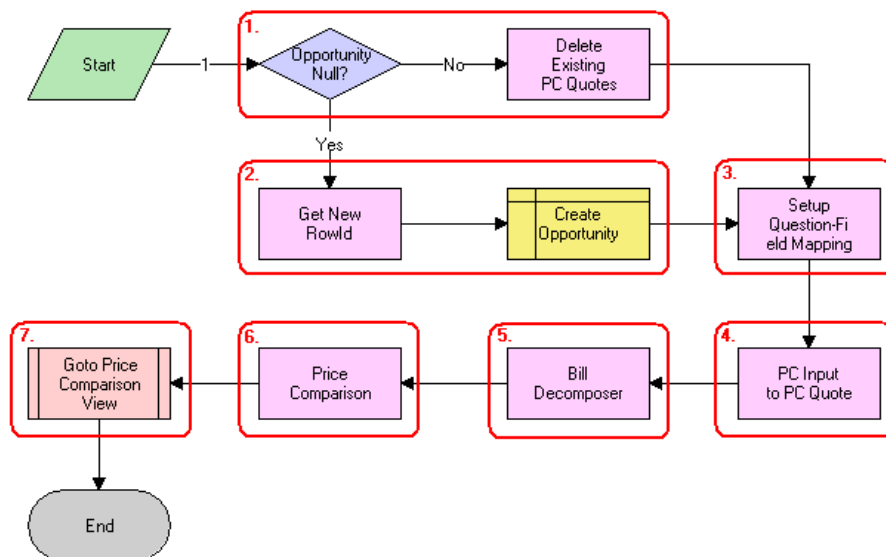 1.
Start
1
Opportunity
Null?
No
Delete
Existing
PC Quotes
Yes
2.
Get New
RowId
Create
Opportunity
3.
Setup
Question-Fi
eld Mapping
7.
Goto Price
Comparison
View
6.
Price
Comparison
5.
Bill
Decomposer
4.
PC Input
to PC Quote
End